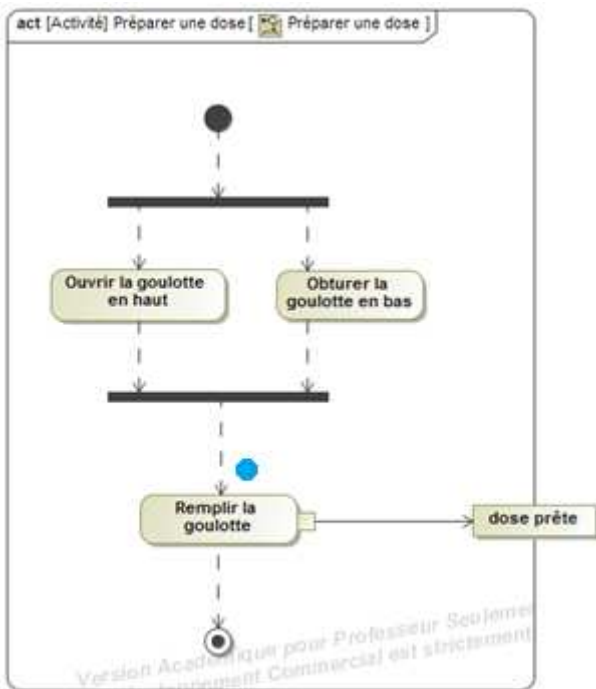 act [Activité] Préparer une dose [ Préparer une dose ]
Ouvrir la goulotte
en haut
Obturer la
goulotte en bas
Remplir la
goulotte
dose prête
Version Académique pour Professeur Seulement
Commercial est strictement